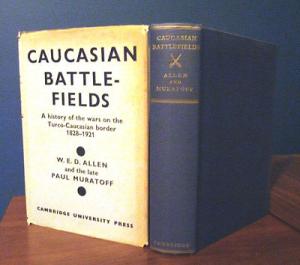 CAUCASIAN
BATTLE-
FIELDS
A history of the wars on the
Turco-Caucasian border
1828-1921
W. E. D. ALLEN
and the late
PAUL MURATOFF
CAMBRIDGE UNIVERSITY PRESS
CAUCASIAN
BATTLEFIELDS
ALLEN
AND
MURATOFF
CAMBRIDGE